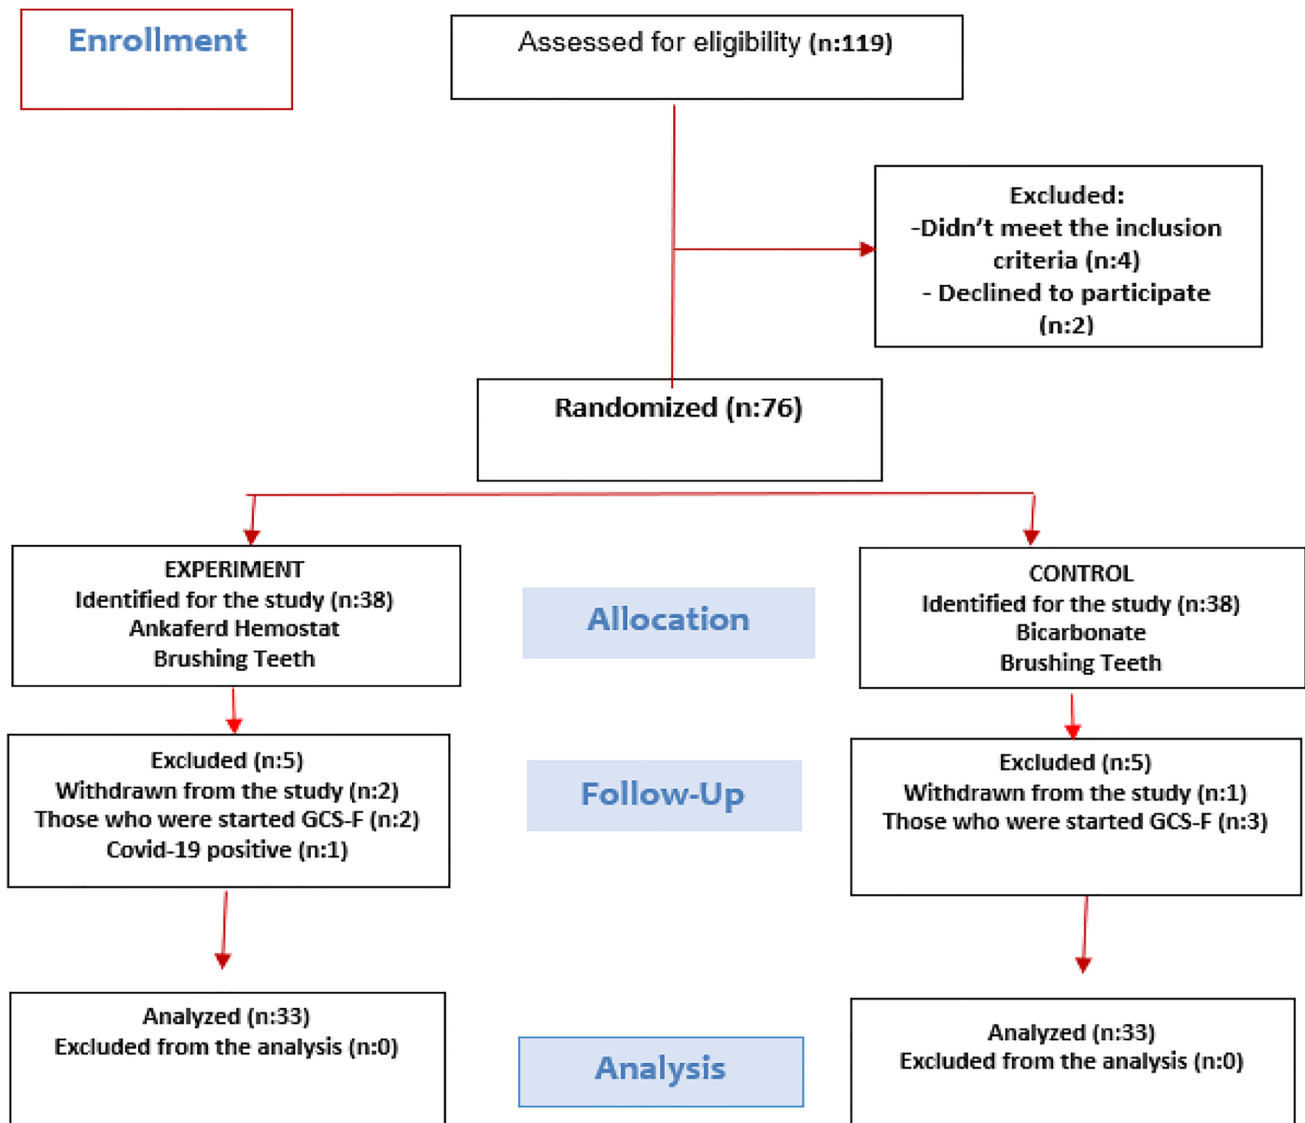 Enrollment
Assessed for eligibility (n:119)
Excluded:
-Didn't meet the inclusion
criteria (n:4)
- Declined to participate
(n:2)
Randomized (n:76)
EXPERIMENT
Identified for the study (n:38)
Ankaferd Hemostat
Brushing Teeth
Allocation
CONTROL
Identified for the study (n:38)
Bicarbonate
Brushing Teeth
Excluded (n:5)
Withdrawn from the study (n:2)
Those who were started GCS-F (n:2)
Covid-19 positive (n:1)
Follow-Up
Excluded (n:5)
Withdrawn from the study (n:1)
Those who were started GCS-F (n:3)
Analyzed (n:33)
Excluded from the analysis (n:0)
Analysis
Analyzed (n:33)
Excluded from the analysis (n:0)